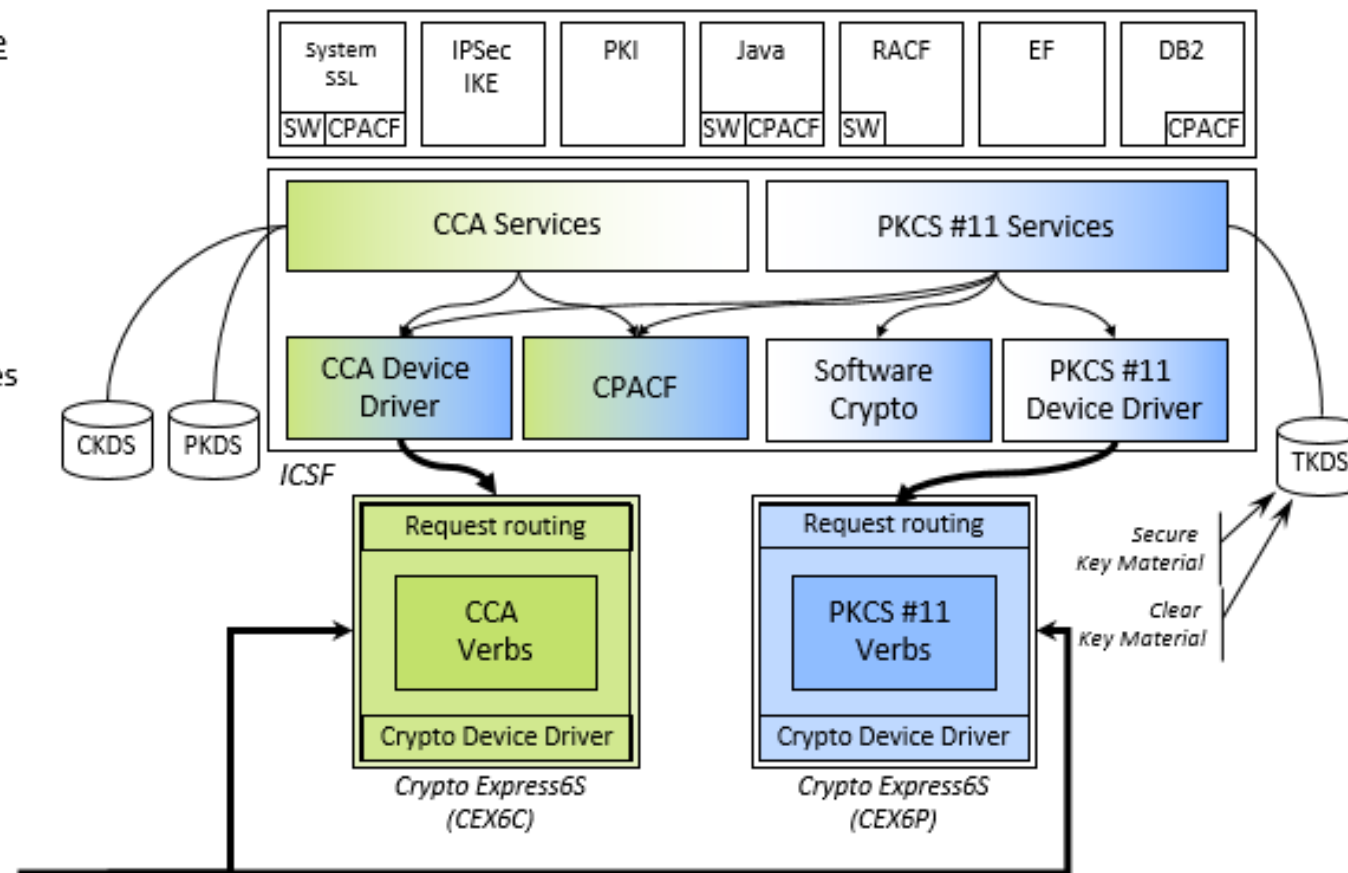 e
System
SSL
SW CPACF
IPSec
IKE
PKI
Java
SW CPACF
RACF
SW
EF
DB2
CPACF
CCA Services
PKCS #11 Services
CCA Device
Driver
CPACF
Software
Crypto
PKCS #11
Device Driver
es
CKDS
PKDS
TKDS
ICSF
Request routing
CCA
Verbs
Crypto Device Driver
Crypto Express6S
(CEX6C)
Request routing
PKCS #11
Verbs
Crypto Device Driver
Crypto Express6S
(CEX6P)
Secure
Key Material
Clear
Key Material